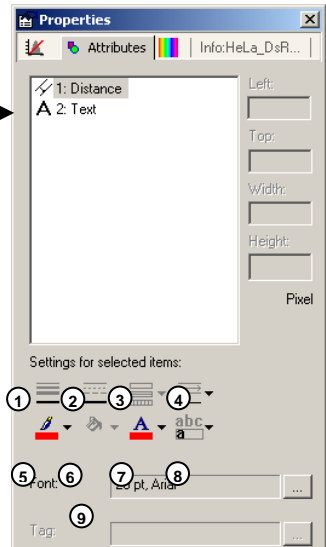 Properties
Attributes
Info:HeLa_DsR...
1: Distance
A 2: Text
Left:
Top:
Width:
Height:
Pixel
Settings for selected items:
1 2 3 4
A abc
a
5 6 7 8
Font: pt, Arial ...
9
Tag: ...